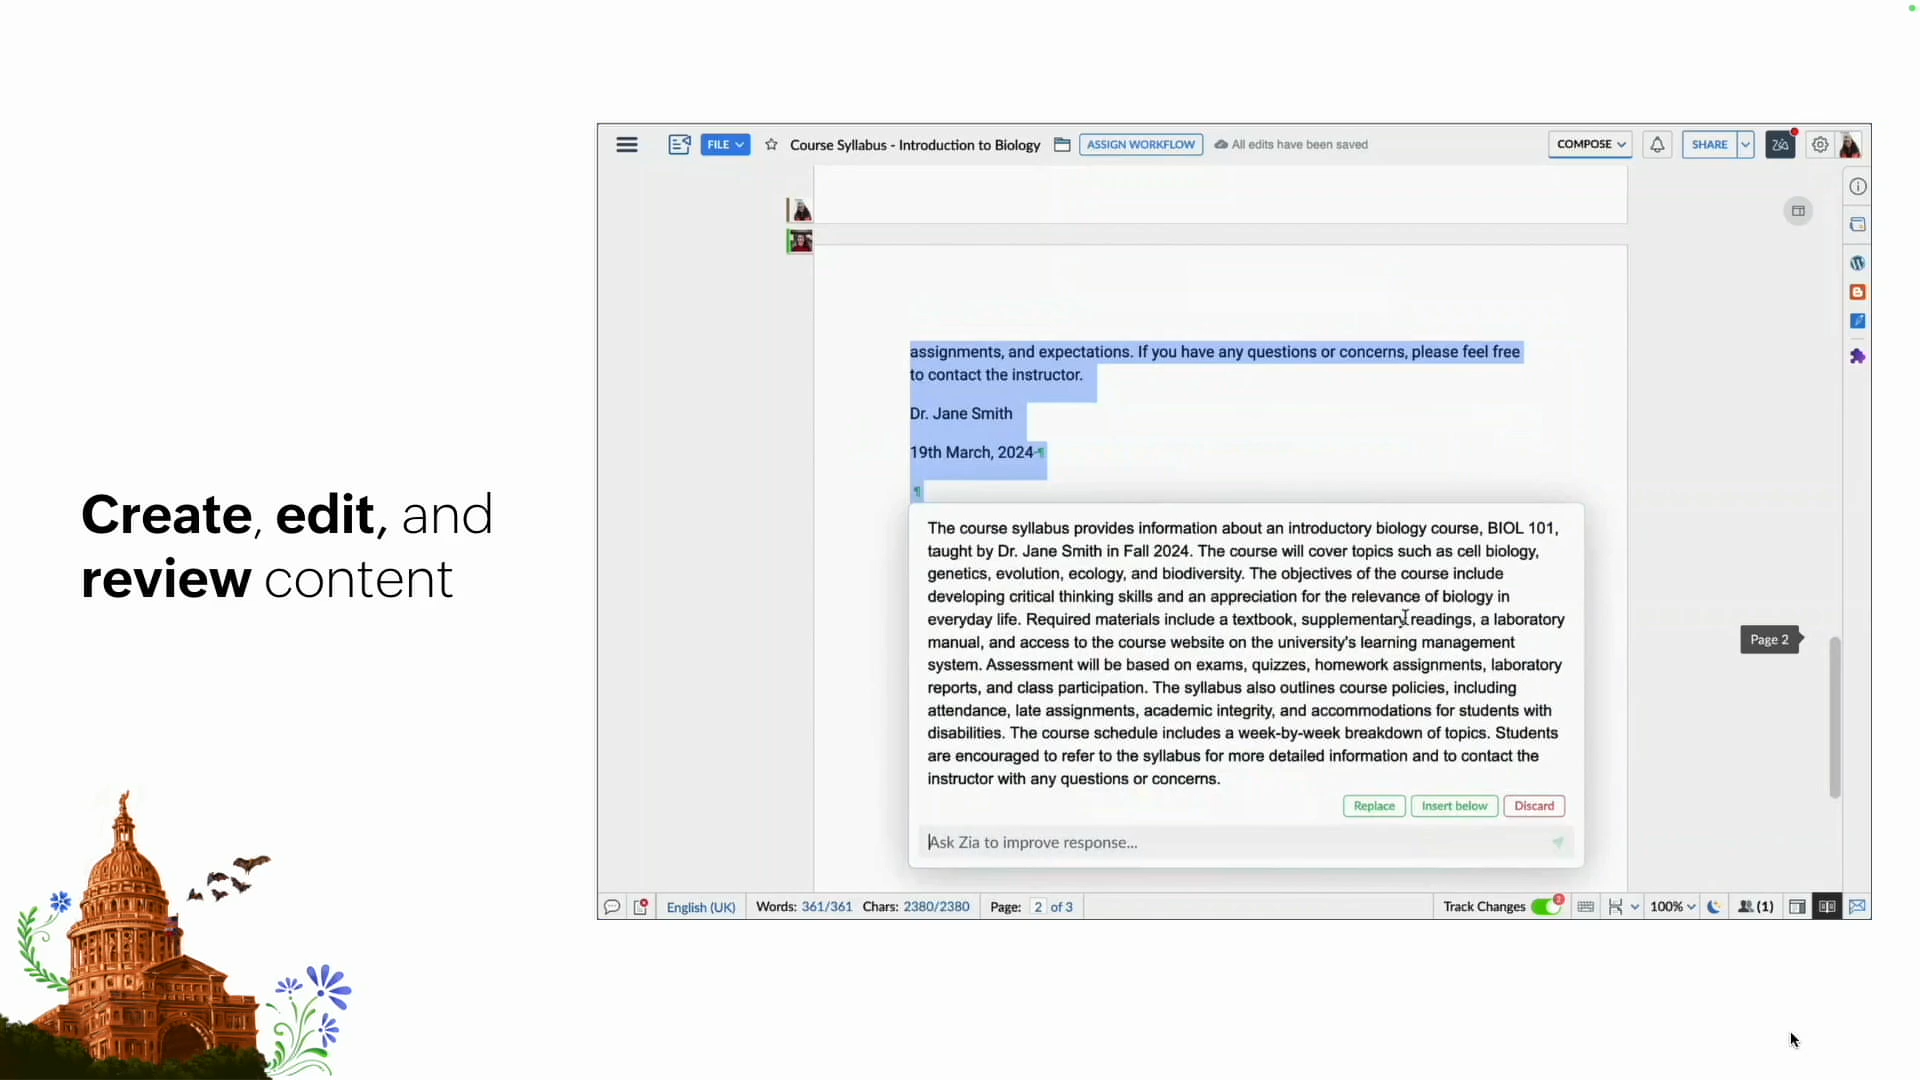 Create, edit, and
review content
FILE
Course Syllabus - Introduction to Biology
ASSIGN WORKFLOW
All edits have been saved
COMPOSE
SHARE
Zia
assignments, and expectations. If you have any questions or concerns, please feel free
to contact the instructor.
Dr. Jane Smith
19th March, 2024
The course syllabus provides information about an introductory biology course, BIOL 101,
taught by Dr. Jane Smith in Fall 2024. The course will cover topics such as cell biology,
genetics, evolution, ecology, and biodiversity. The objectives of the course include
developing critical thinking skills and an appreciation for the relevance of biology in
everyday life. Required materials include a textbook, supplementary readings, a laboratory
manual, and access to the course website on the university's learning management
system. Assessment will be based on exams, quizzes, homework assignments, laboratory
reports, and class participation. The syllabus also outlines course policies, including
attendance, late assignments, academic integrity, and accommodations for students with
disabilities. The course schedule includes a week-by-week breakdown of topics. Students
are encouraged to refer to the syllabus for more detailed information and to contact the
instructor with any questions or concerns.
Replace
Insert below
Discard
Ask Zia to improve response...
Page 2
English (UK)
Words: 361/361 Chars: 2380/2380
Page: 2 of 3
Track Changes
2
100%
(1)